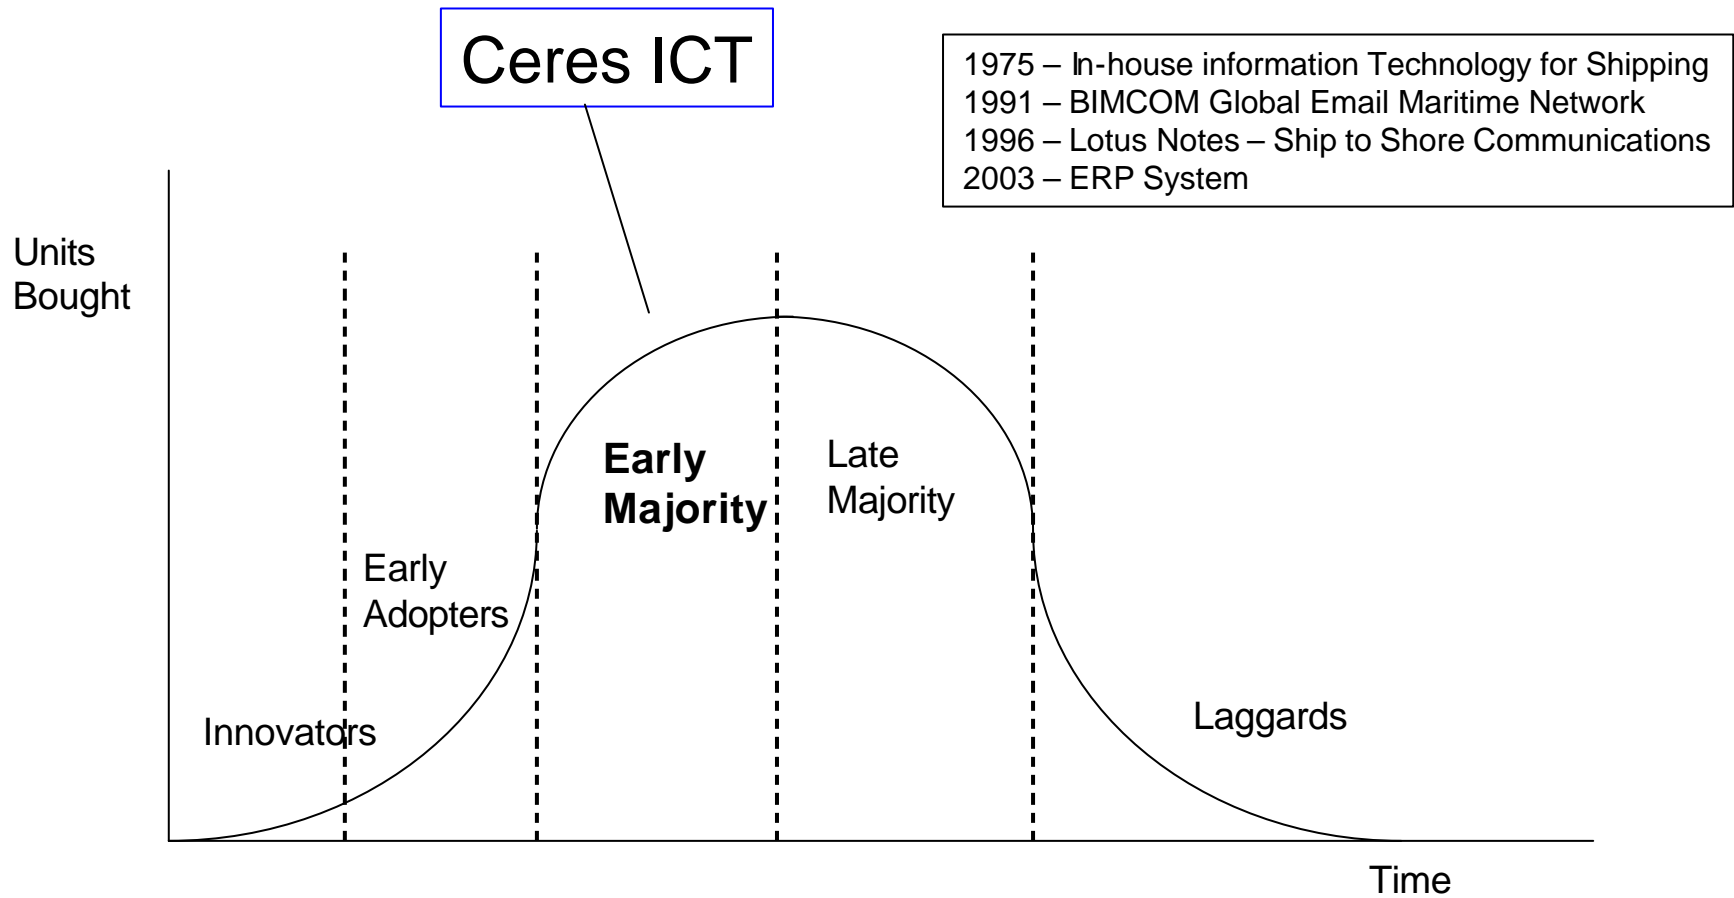 Ceres ICT
1975 – In-house information Technology for Shipping
1991 – BIMCOM Global Email Maritime Network
1996 – Lotus Notes – Ship to Shore Communications
2003 – ERP System
Units
Bought
Early
Majority
Late
Majority
Early
Adopters
Innovators
Laggards
Time